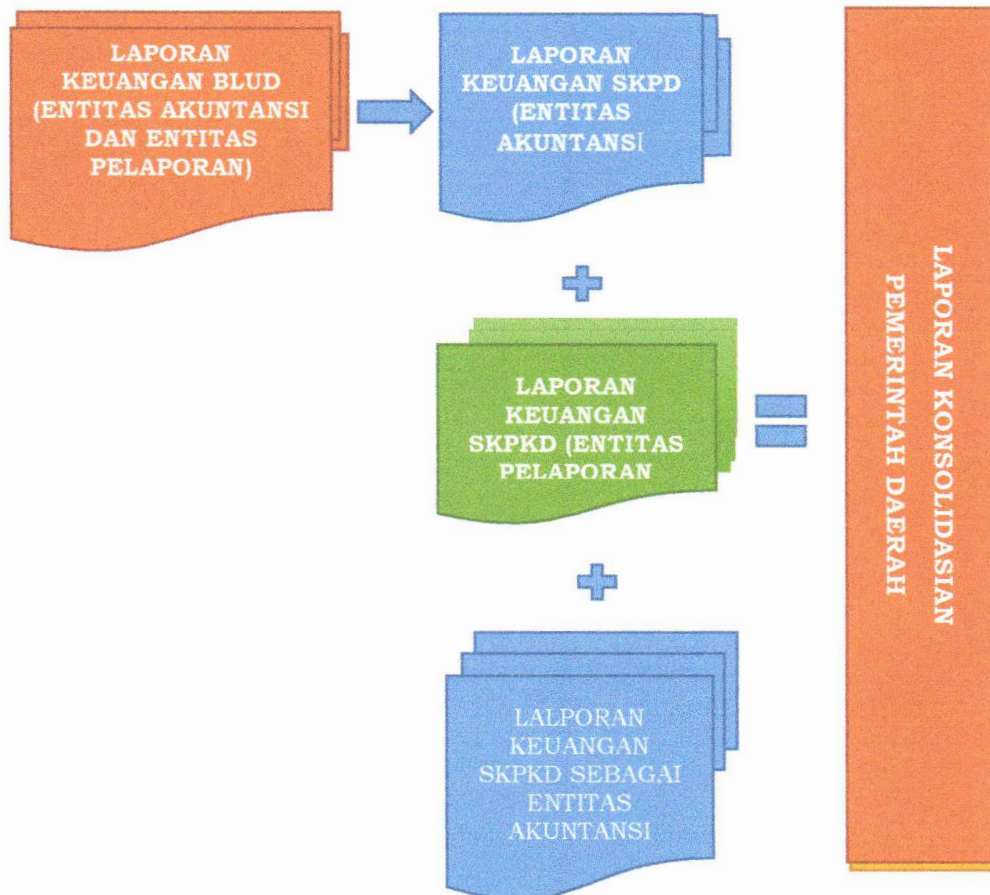 LAPORAN
KEUANGAN BLUD
(ENTITAS AKUNTANSI
DAN ENTITAS
PELAPORAN)
LAPORAN
KEUANGAN SKPD
(ENTITAS
AKUNTANSI
LAPORAN
KEUANGAN
SKPKD (ENTITAS
PELAPORAN
LALPORAN
KEUANGAN
SKPKD SEBAGAI
ENTITAS
AKUNTANSI
LAPORAN KONSOLIDASIAN
PEMERINTAH DAERAH